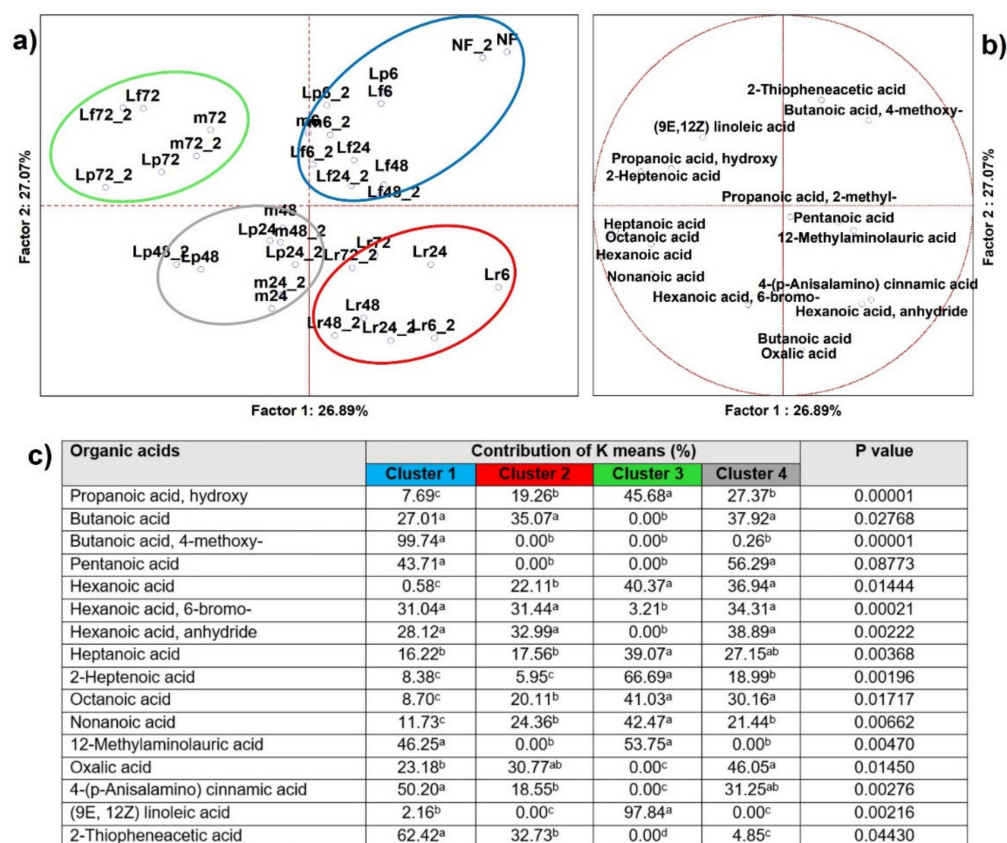 a)
NF_2 NF
Lp6
Lp6_2 Lf6
Lf72
Lf72_2
m6
m6_2
m72
m72_2
Lf6_2 Lf24
Lp72
Lf48
Lp72_2
Lf24_2
Lf48_2
m48
Lp24 m48_2
Lr72
Lp48_2
Lp48
Lp24_2
Lr72_2
Lr24
m24_2
Lr6
m24
Lr48
Lr48_2
Lr24_2 Lr6_2
Factor 1: 26.89%
Factor 2: 27.07%
b)
2-Thiopheneacetic acid
Butanoic acid, 4-methoxy-
(9E,12Z) linoleic acid
Propanoic acid, hydroxy
2-Heptenoic acid
Propanoic acid, 2-methyl-
Heptanoic acid
Pentanoic acid
Octanoic acid
12-Methylaminolauric acid
Hexanoic acid
Nonanoic acid
4-(p-Anisalamino) cinnamic acid
Hexanoic acid, 6-bromo-
Hexanoic acid, anhydride
Butanoic acid
Oxalic acid
Factor 1 : 26.89%
Factor 2 : 27.07%
c)
Organic acids Contribution of K means (%) P value
Cluster 1 Cluster 2 Cluster 3 Cluster 4
Propanoic acid, hydroxy 7.69c 19.26b 45.68a 27.37b 0.00001
Butanoic acid 27.01a 35.07a 0.00b 37.92a 0.02768
Butanoic acid, 4-methoxy- 99.74a 0.00b 0.00b 0.26b 0.00001
Pentanoic acid 43.71a 0.00b 0.00b 56.29a 0.08773
Hexanoic acid 0.58c 22.11b 40.37a 36.94a 0.01444
Hexanoic acid, 6-bromo- 31.04a 31.44a 3.21b 34.31a 0.00021
Hexanoic acid, anhydride 28.12a 32.99a 0.00b 38.89a 0.00222
Heptanoic acid 16.22b 17.56b 39.07a 27.15ab 0.00368
2-Heptenoic acid 8.38c 5.95c 66.69a 18.99b 0.00196
Octanoic acid 8.70c 20.11b 41.03a 30.16a 0.01717
Nonanoic acid 11.73c 24.36b 42.47a 21.44b 0.00662
12-Methylaminolauric acid 46.25a 0.00b 53.75a 0.00b 0.00470
Oxalic acid 23.18b 30.77ab 0.00c 46.05a 0.01450
4-(p-Anisalamino) cinnamic acid 50.20a 18.55b 0.00c 31.25ab 0.00276
(9E, 12Z) linoleic acid 2.16b 0.00c 97.84a 0.00c 0.00216
2-Thiopheneacetic acid 62.42a 32.73b 0.00d 4.85c 0.04430